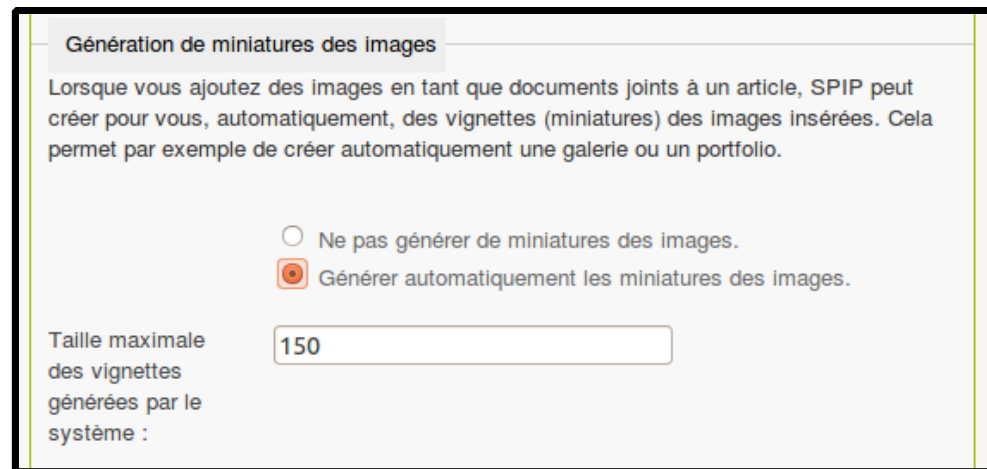 Génération de miniatures des images
Lorsque vous ajoutez des images en tant que documents joints à un article, SPIP peut
créer pour vous, automatiquement, des vignettes (miniatures) des images insérées. Cela
permet par exemple de créer automatiquement une galerie ou un portfolio.
Ne pas générer de miniatures des images.
Générer automatiquement les miniatures des images.
Taille maximale
des vignettes
générées par le
système :
150